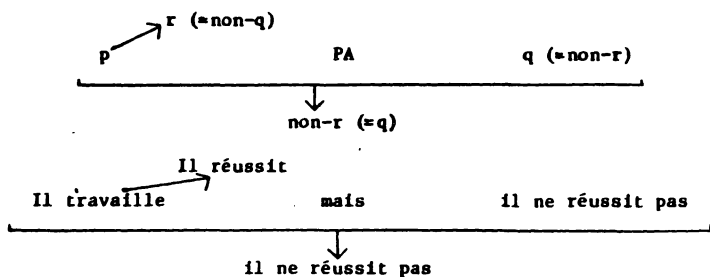 r (=non-q)
p PA q (=non-r)
non-r (=q)
Il réussit
Il travaille mais il ne réussit pas
il ne réussit pas